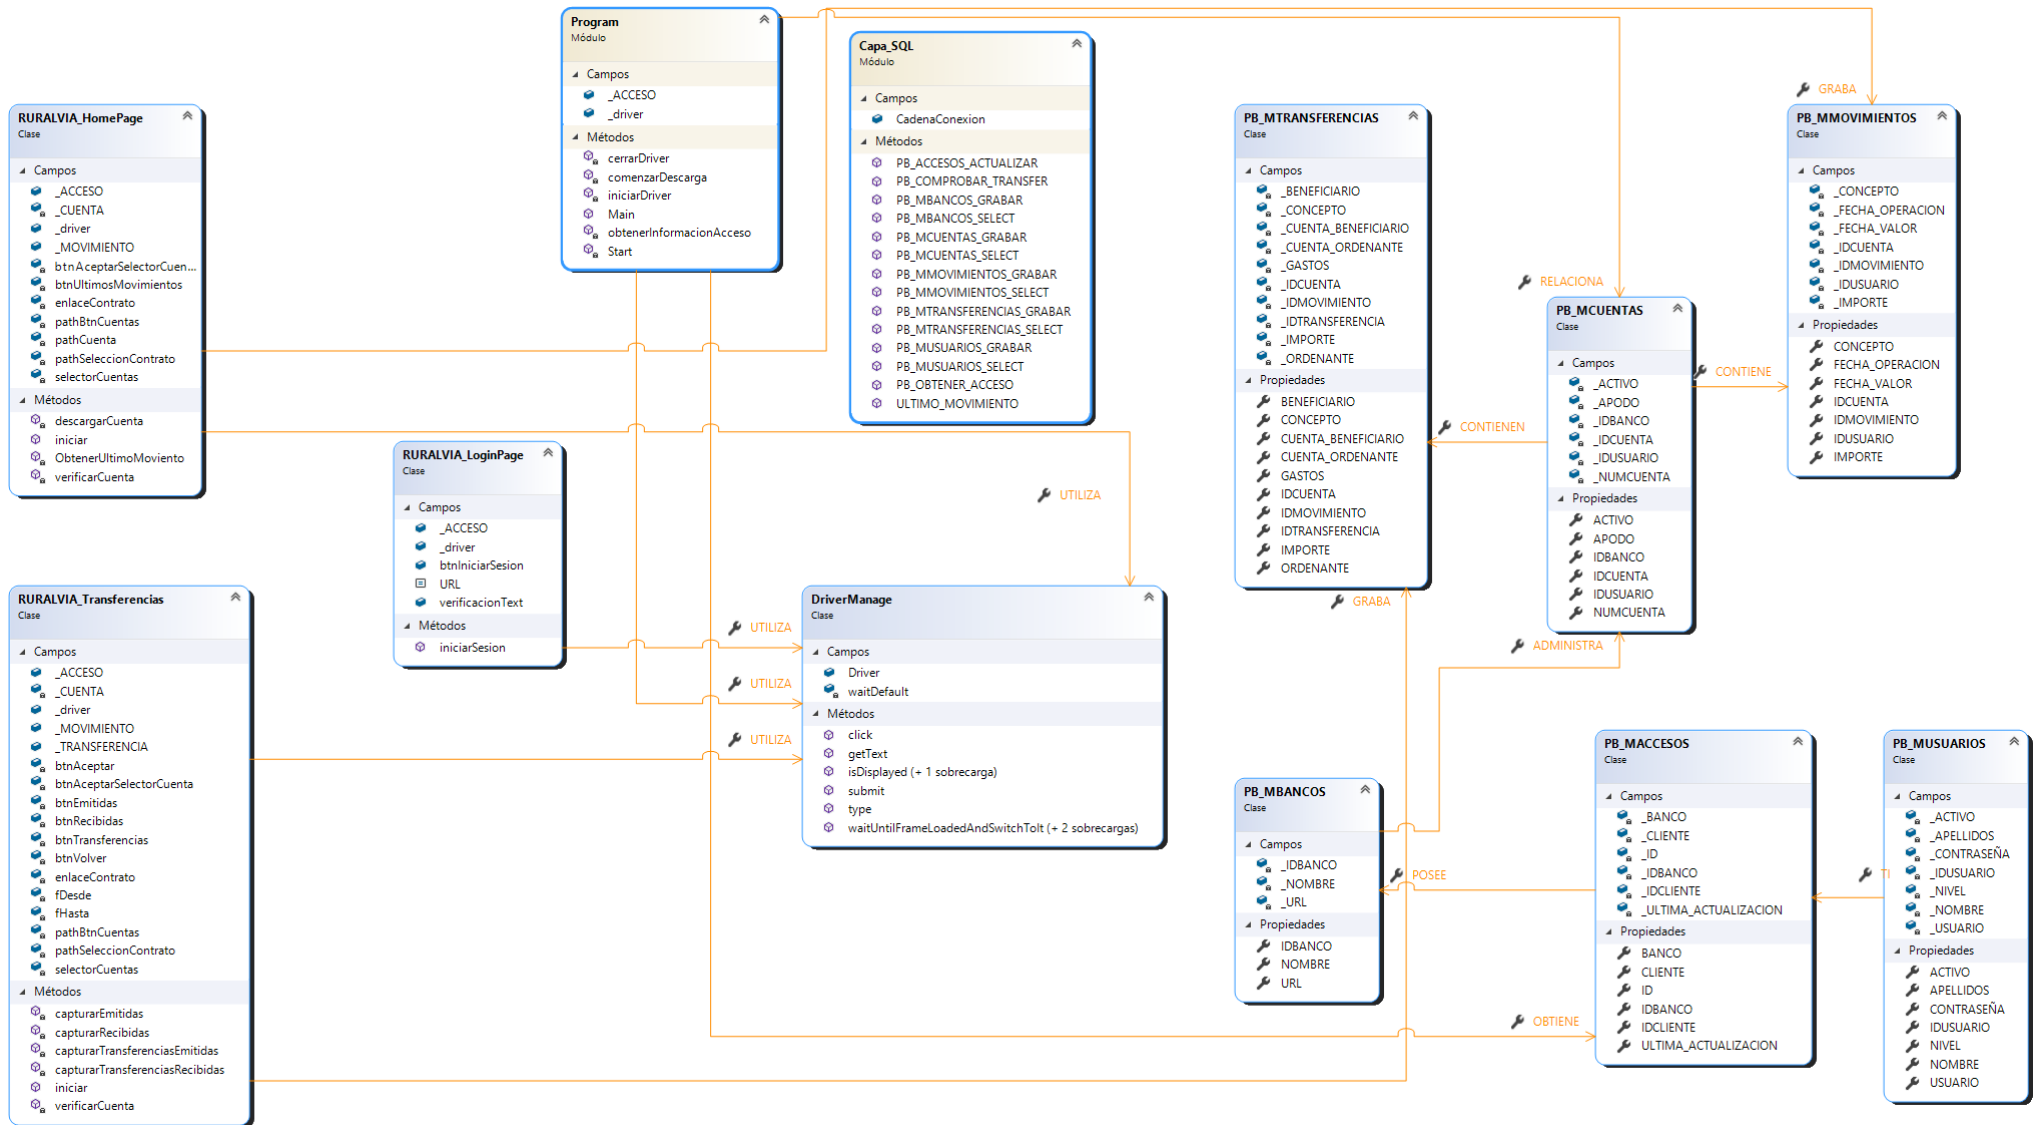 Program
Módulo
Campos
_ACCESO
_driver
Métodos
cerrarDriver
comenzarDescarga
iniciarDriver
Main
obtenerInformacionAcceso
Start
Capa_SQL
Módulo
Campos
CadenaConexion
Métodos
PB_ACCESOS_ACTUALIZAR
PB_COMPROBAR_TRANSFER
PB_MBANCOS_GRABAR
PB_MBANCOS_SELECT
PB_MCUENTAS_GRABAR
PB_MCUENTAS_SELECT
PB_MMOVIMIENTOS_GRABAR
PB_MMOVIMIENTOS_SELECT
PB_MTRANSFERENCIAS_GRABAR
PB_MTRANSFERENCIAS_SELECT
PB_MUSUARIOS_GRABAR
PB_MUSUARIOS_SELECT
PB_OBTENER_ACCESO
ULTIMO_MOVIMIENTO
RURALVIA_HomePage
Clase
Campos
_ACCESO
_CUENTA
_driver
_MOVIMIENTO
btnAceptarSelectorCuen...
btnUltimosMovimientos
enlaceContrato
pathBtnCuentas
pathCuenta
pathSeleccionContrato
selectorCuentas
Métodos
descargarCuenta
iniciar
ObtenerUltimoMoviento
verificarCuenta
RURALVIA_LoginPage
Clase
Campos
_ACCESO
_driver
btnIniciarSesion
URL
verificacionText
Métodos
iniciarSesion
RURALVIA_Transferencias
Clase
Campos
_ACCESO
_CUENTA
_driver
_MOVIMIENTO
_TRANSFERENCIA
btnAceptar
btnAceptarSelectorCuenta
btnEmitidas
btnRecibidas
btnTransferencias
btnVolver
enlaceContrato
fDesde
fHasta
pathBtnCuentas
pathSeleccionContrato
selectorCuentas
Métodos
capturarEmitidas
capturarRecibidas
capturarTransferenciasEmitidas
capturarTransferenciasRecibidas
iniciar
verificarCuenta
UTILIZA
UTILIZA
UTILIZA
UTILIZA
DriverManage
Clase
Campos
Driver
waitDefault
Métodos
click
getText
isDisplayed (+ 1 sobrecarga)
submit
type
waitUntilFrameLoadedAndSwitchToIt (+ 2 sobrecargas)
PB_MTRANSFERENCIAS
Clase
Campos
_BENEFICIARIO
_CONCEPTO
_CUENTA_BENEFICIARIO
_CUENTA_ORDENANTE
_GASTOS
_IDCUENTA
_IDMOVIMIENTO
_IDTRANSFERENCIA
_IMPORTE
_ORDENANTE
Propiedades
BENEFICIARIO
CONCEPTO
CUENTA_BENEFICIARIO
CUENTA_ORDENANTE
GASTOS
IDCUENTA
IDMOVIMIENTO
IDTRANSFERENCIA
IMPORTE
ORDENANTE
GRABA
CONTIENEN
RELACIONA
PB_MCUENTAS
Clase
Campos
_ACTIVO
_APODO
_IDBANCO
_IDCUENTA
_IDUSUARIO
_NUMCUENTA
Propiedades
ACTIVO
APODO
IDBANCO
IDCUENTA
IDUSUARIO
NUMCUENTA
ADMINISTRA
CONTIENE
GRABA
PB_MMOVIMIENTOS
Clase
Campos
_CONCEPTO
_FECHA_OPERACION
_FECHA_VALOR
_IDCUENTA
_IDMOVIMIENTO
_IDUSUARIO
_IMPORTE
Propiedades
CONCEPTO
FECHA_OPERACION
FECHA_VALOR
IDCUENTA
IDMOVIMIENTO
IDUSUARIO
IMPORTE
PB_MBANCOS
Clase
Campos
_IDBANCO
_NOMBRE
_URL
Propiedades
IDBANCO
NOMBRE
URL
POSEE
OBTIENE
PB_MACCESOS
Clase
Campos
_BANCO
_CLIENTE
_ID
_IDBANCO
_IDCLIENTE
_ULTIMA_ACTUALIZACION
Propiedades
BANCO
CLIENTE
ID
IDBANCO
IDCLIENTE
ULTIMA_ACTUALIZACION
PB_MUSUARIOS
Clase
Campos
_ACTIVO
_APELLIDOS
_CONTRASEÑA
_IDUSUARIO
_NIVEL
_NOMBRE
_USUARIO
Propiedades
ACTIVO
APELLIDOS
CONTRASEÑA
IDUSUARIO
NIVEL
NOMBRE
USUARIO